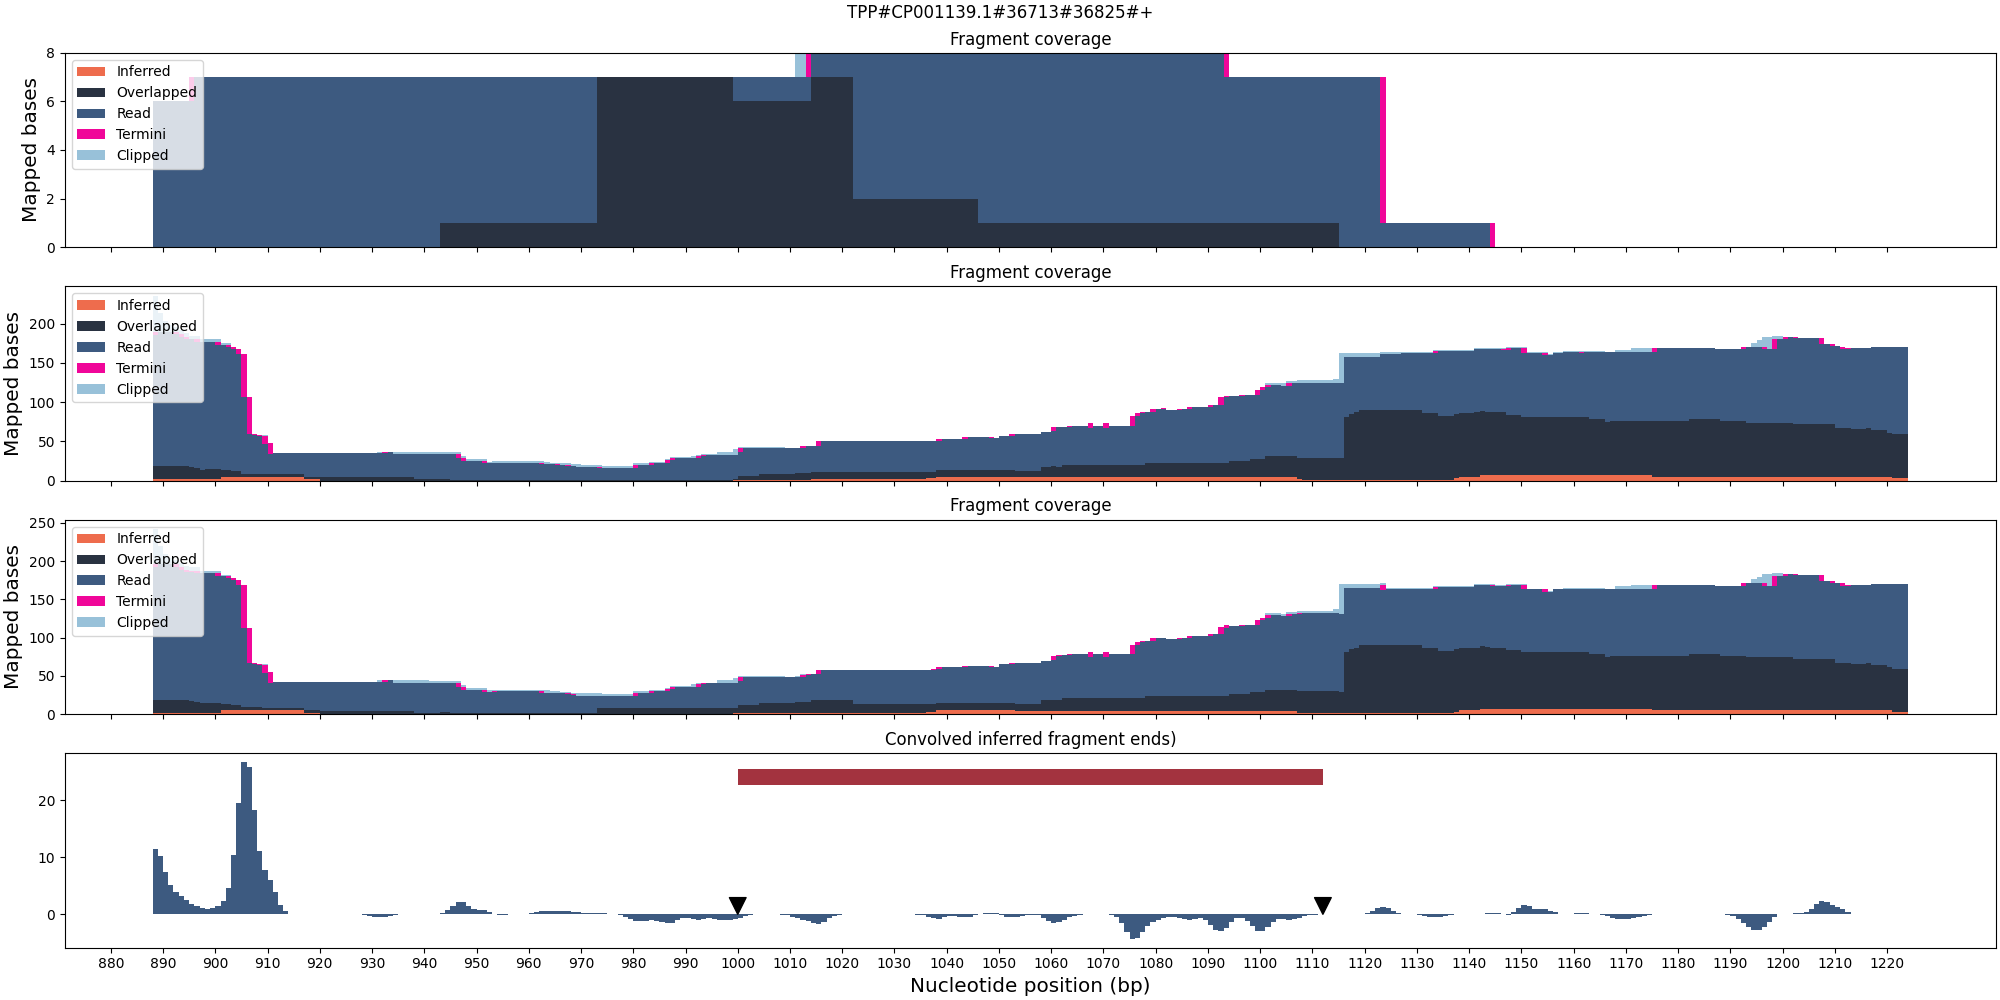 TPP#CP001139.1#36713#36825#+
Fragment coverage
Mapped bases
8
6
4
2
0
Inferred
Overlapped
Read
Termini
Clipped
Fragment coverage
Mapped bases
200
150
100
50
0
Inferred
Overlapped
Read
Termini
Clipped
Fragment coverage
Mapped bases
250
200
150
100
50
0
Inferred
Overlapped
Read
Termini
Clipped
Convolved inferred fragment ends)
20
10
0
880 890 900 910 920 930 940 950 960 970 980 990 1000 1010 1020 1030 1040 1050 1060 1070 1080 1090 1100 1110 1120 1130 1140 1150 1160 1170 1180 1190 1200 1210 1220
Nucleotide position (bp)